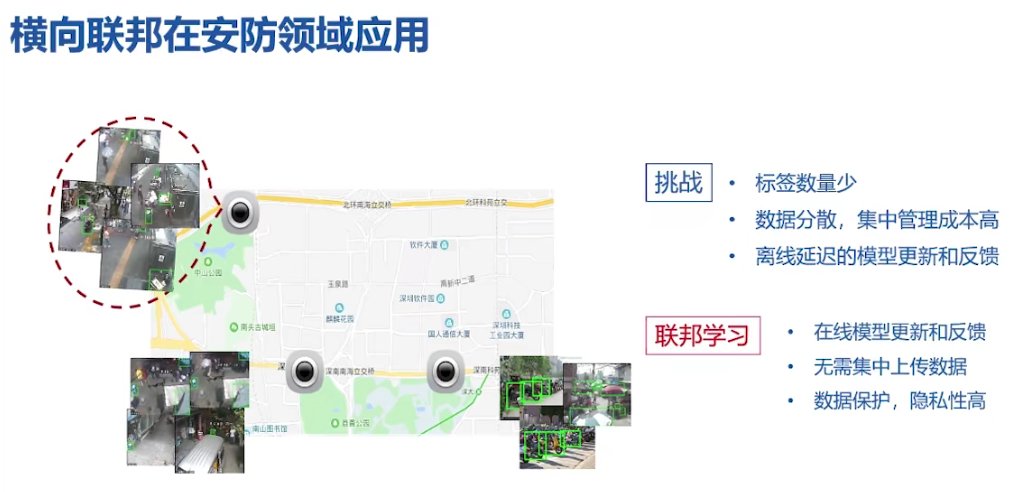 横向联邦在安防领域应用
挑战
• 标签数量少
• 数据分散，集中管理成本高
• 离线延迟的模型更新和反馈
联邦学习
• 在线模型更新和反馈
• 无需集中上传数据
• 数据保护，隐私性高
北环南海立交桥
北环科苑立交
软件大厦
中山公园
玉泉路
高新中二道
深圳软件园
麒麟花园
深圳科技
工业园大厦
南头古城垣
国人通信大厦
深南南海立交桥
深南科苑
深大
荔香公园
南山图书馆